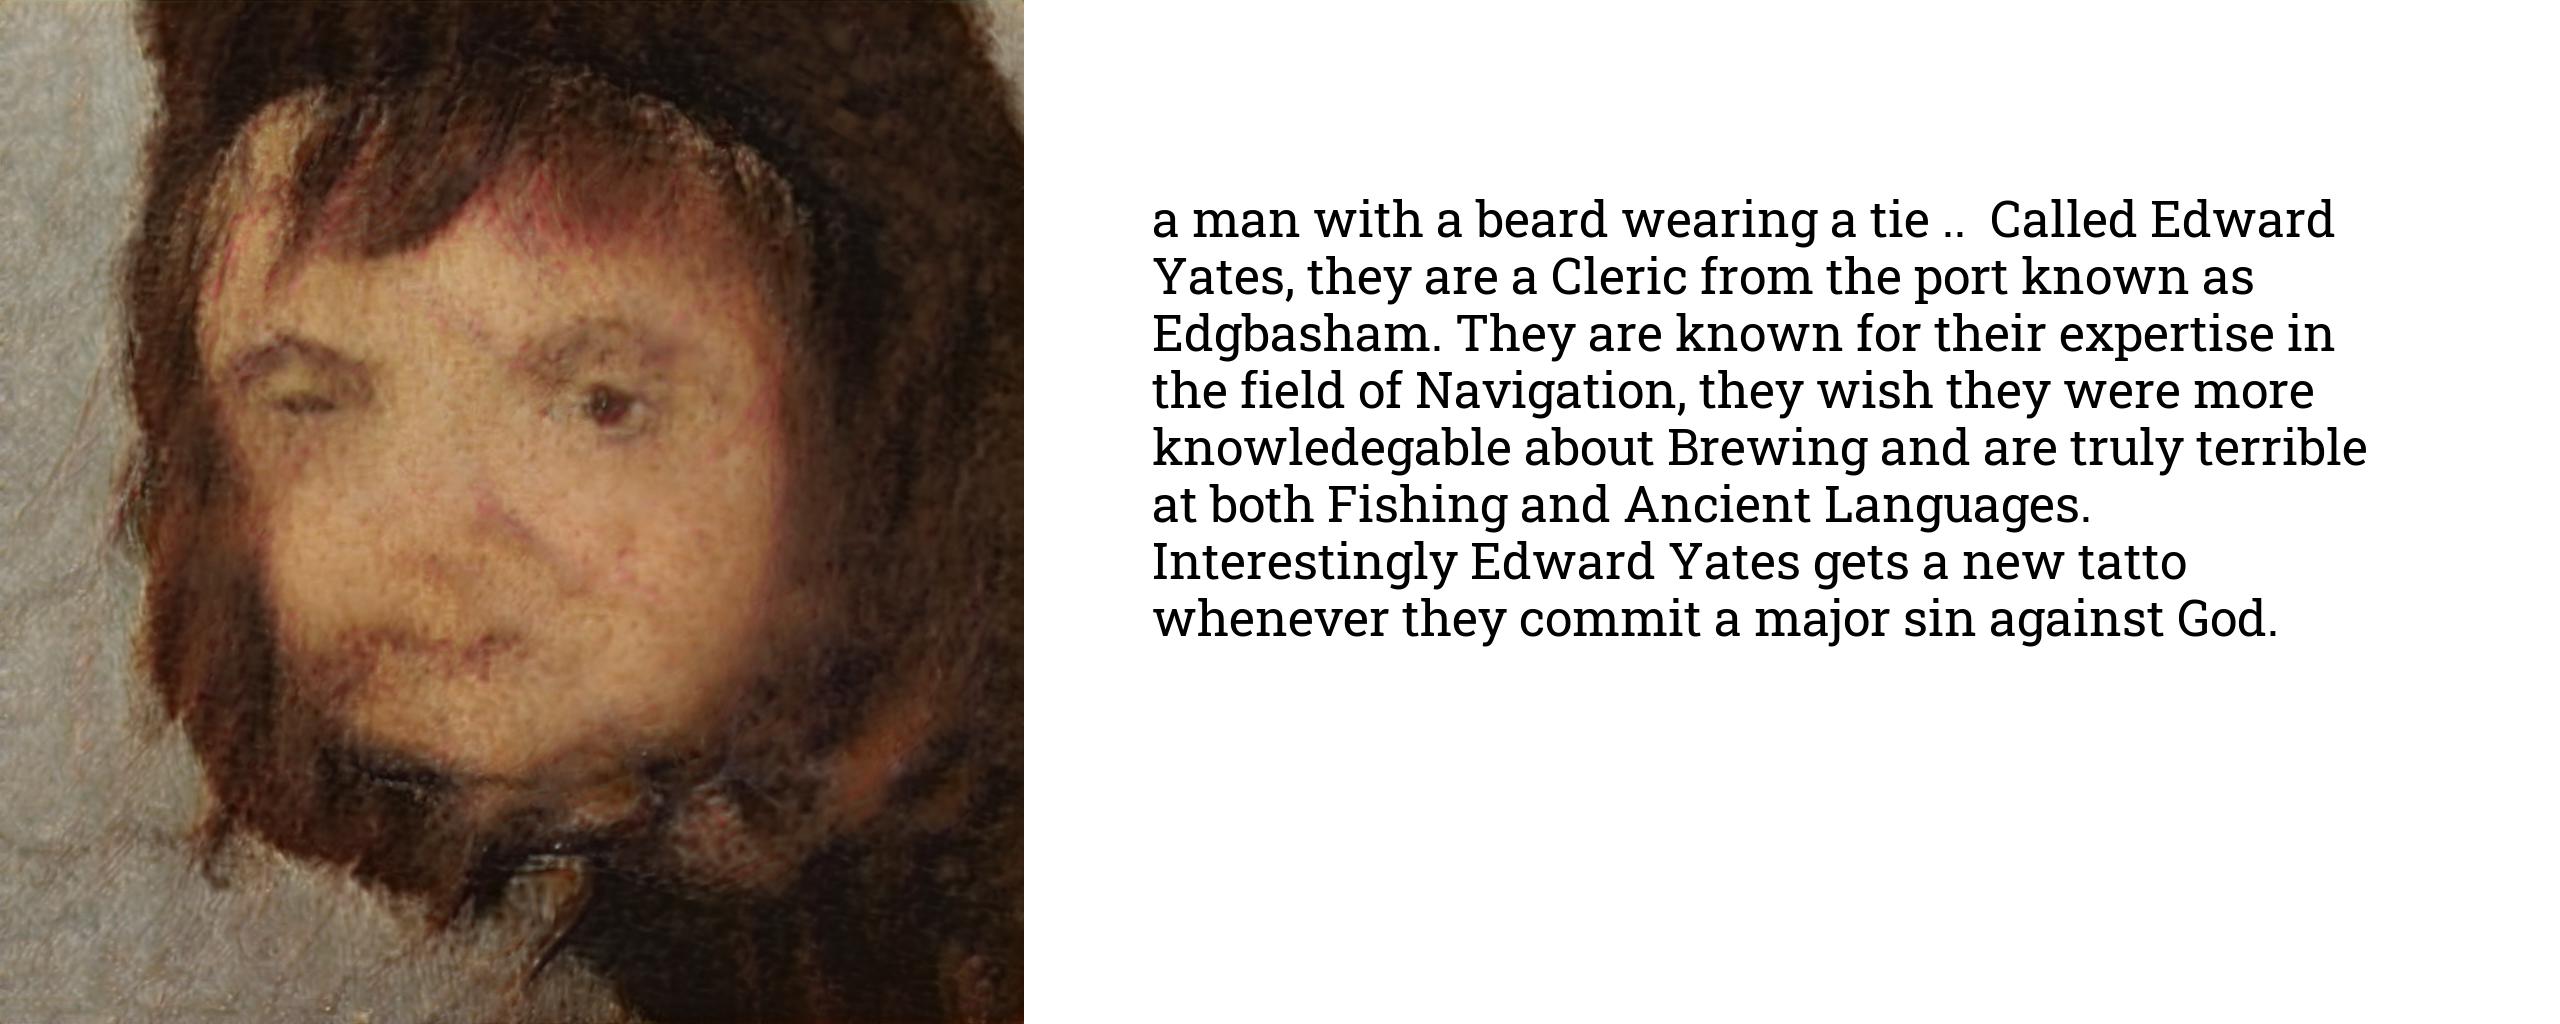 a man with a beard wearing a tie ..  Called Edward
Yates, they are a Cleric from the port known as
Edgbasham. They are known for their expertise in
the field of Navigation, they wish they were more
knowledegable about Brewing and are truly terrible
at both Fishing and Ancient Languages.
Interestingly Edward Yates gets a new tatto
whenever they commit a major sin against God.